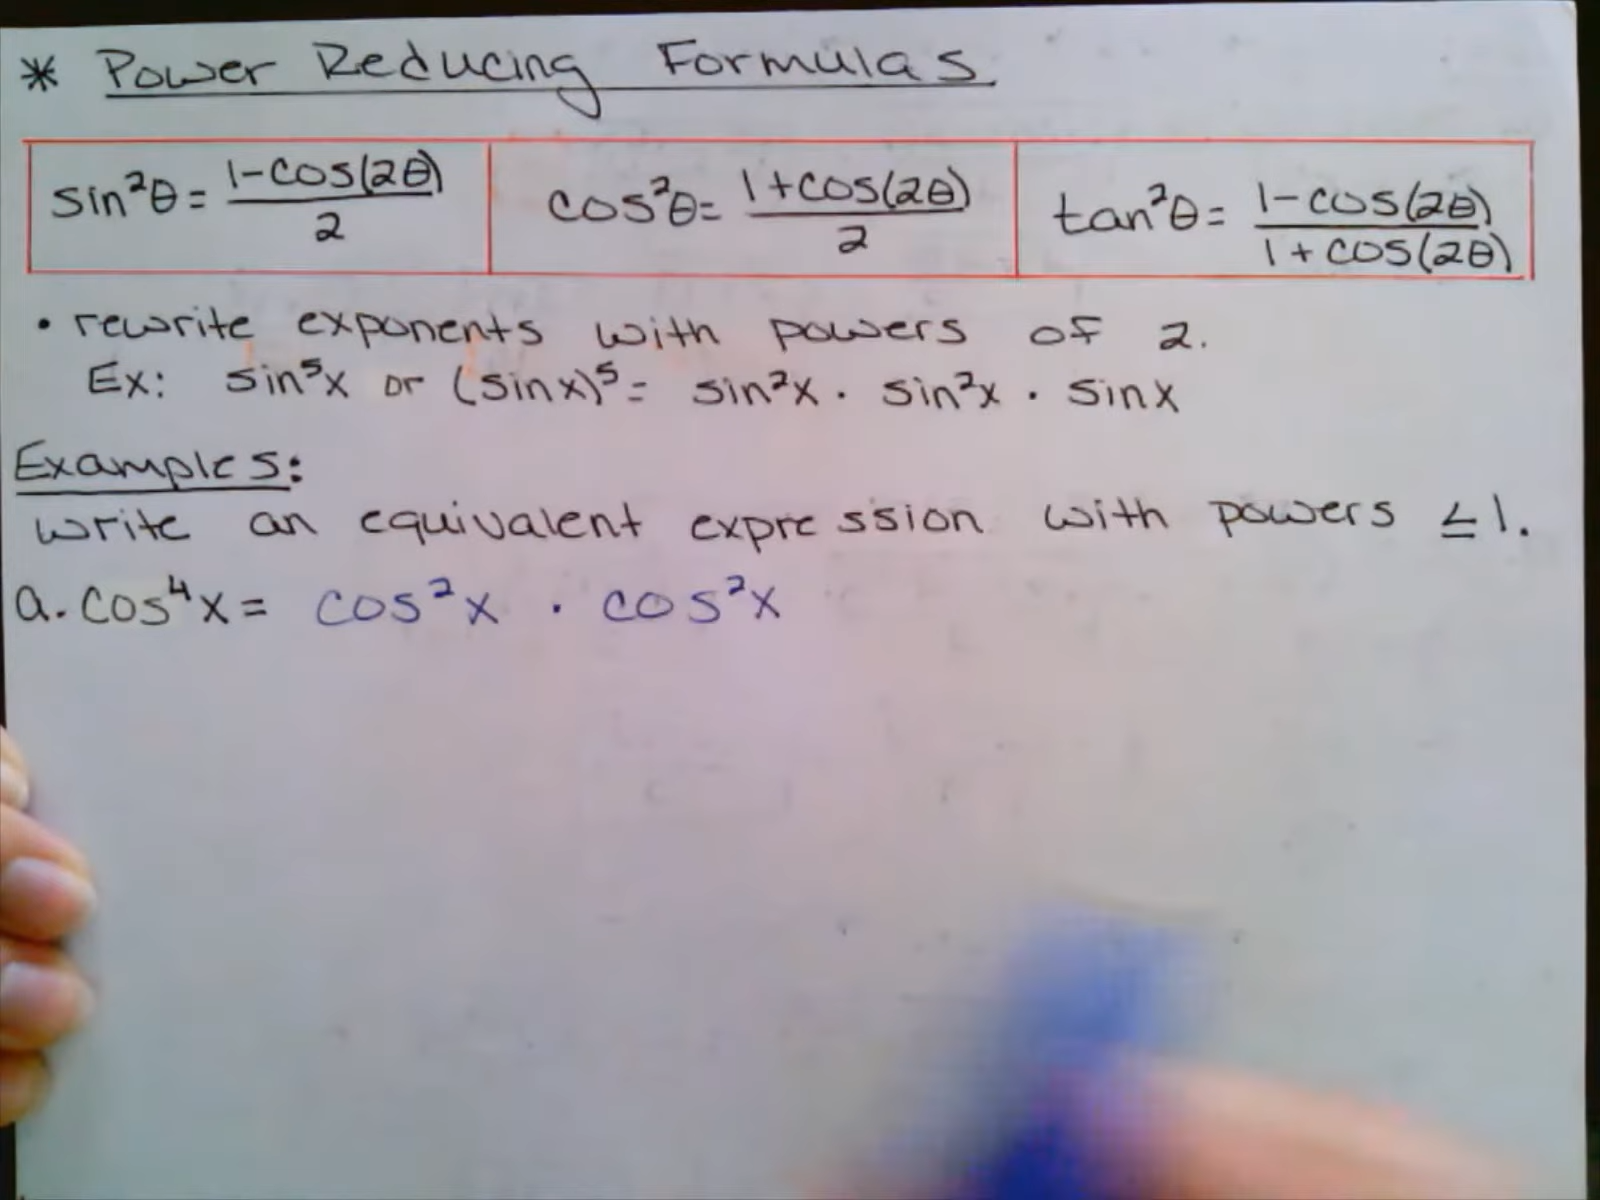 * Power Reducing Formulas
sin²θ = (1-cos(2θ))/2 cos²θ = (1+cos(2θ))/2 tan²θ = (1-cos(2θ))/(1+cos(2θ))
• rewrite exponents with powers of 2.
Ex: sin⁵x or (sinx)⁵= sin²x · sin²x · sinx
Examples:
write an equivalent expression with powers ≤1.
a. cos⁴x = cos²x · cos²x